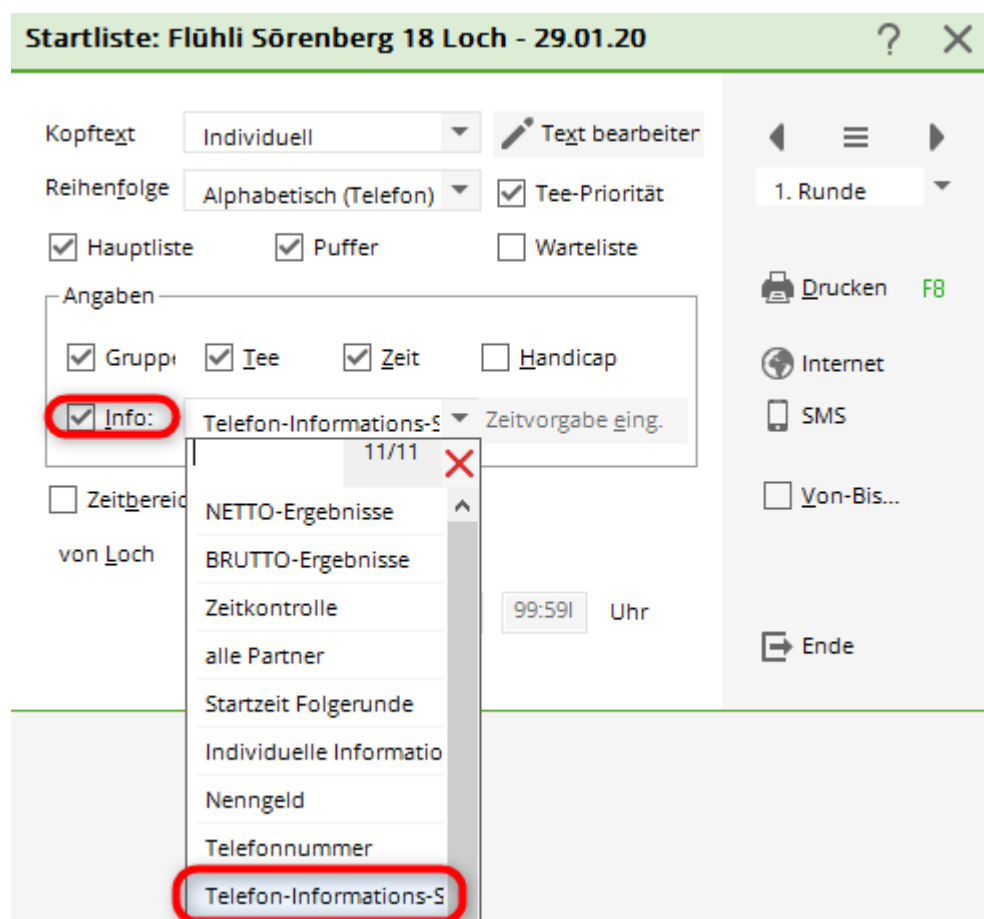 Startliste: Flühli Sörenberg 18 Loch - 29.01.20 ?
Kopftext Individuell Text bearbeiten
Reihenfolge Alphabetisch (Telefon) Tee-Priorität 1. Runde
Hauptliste Puffer Warteliste
Angaben Drucken F8
Gruppe Tee Zeit Handicap Internet
Info: Telefon-Informations-S Zeitvorgabe eing. SMS
11/11
Zeitbereic NETTO-Ergebnisse Von-Bis...
von Loch BRUTTO-Ergebnisse
Zeitkontrolle 99:59 Uhr
alle Partner Ende
Startzeit Folgerunde
Individuelle Informatio
Nenngeld
Telefonnummer
Telefon-Informations-S